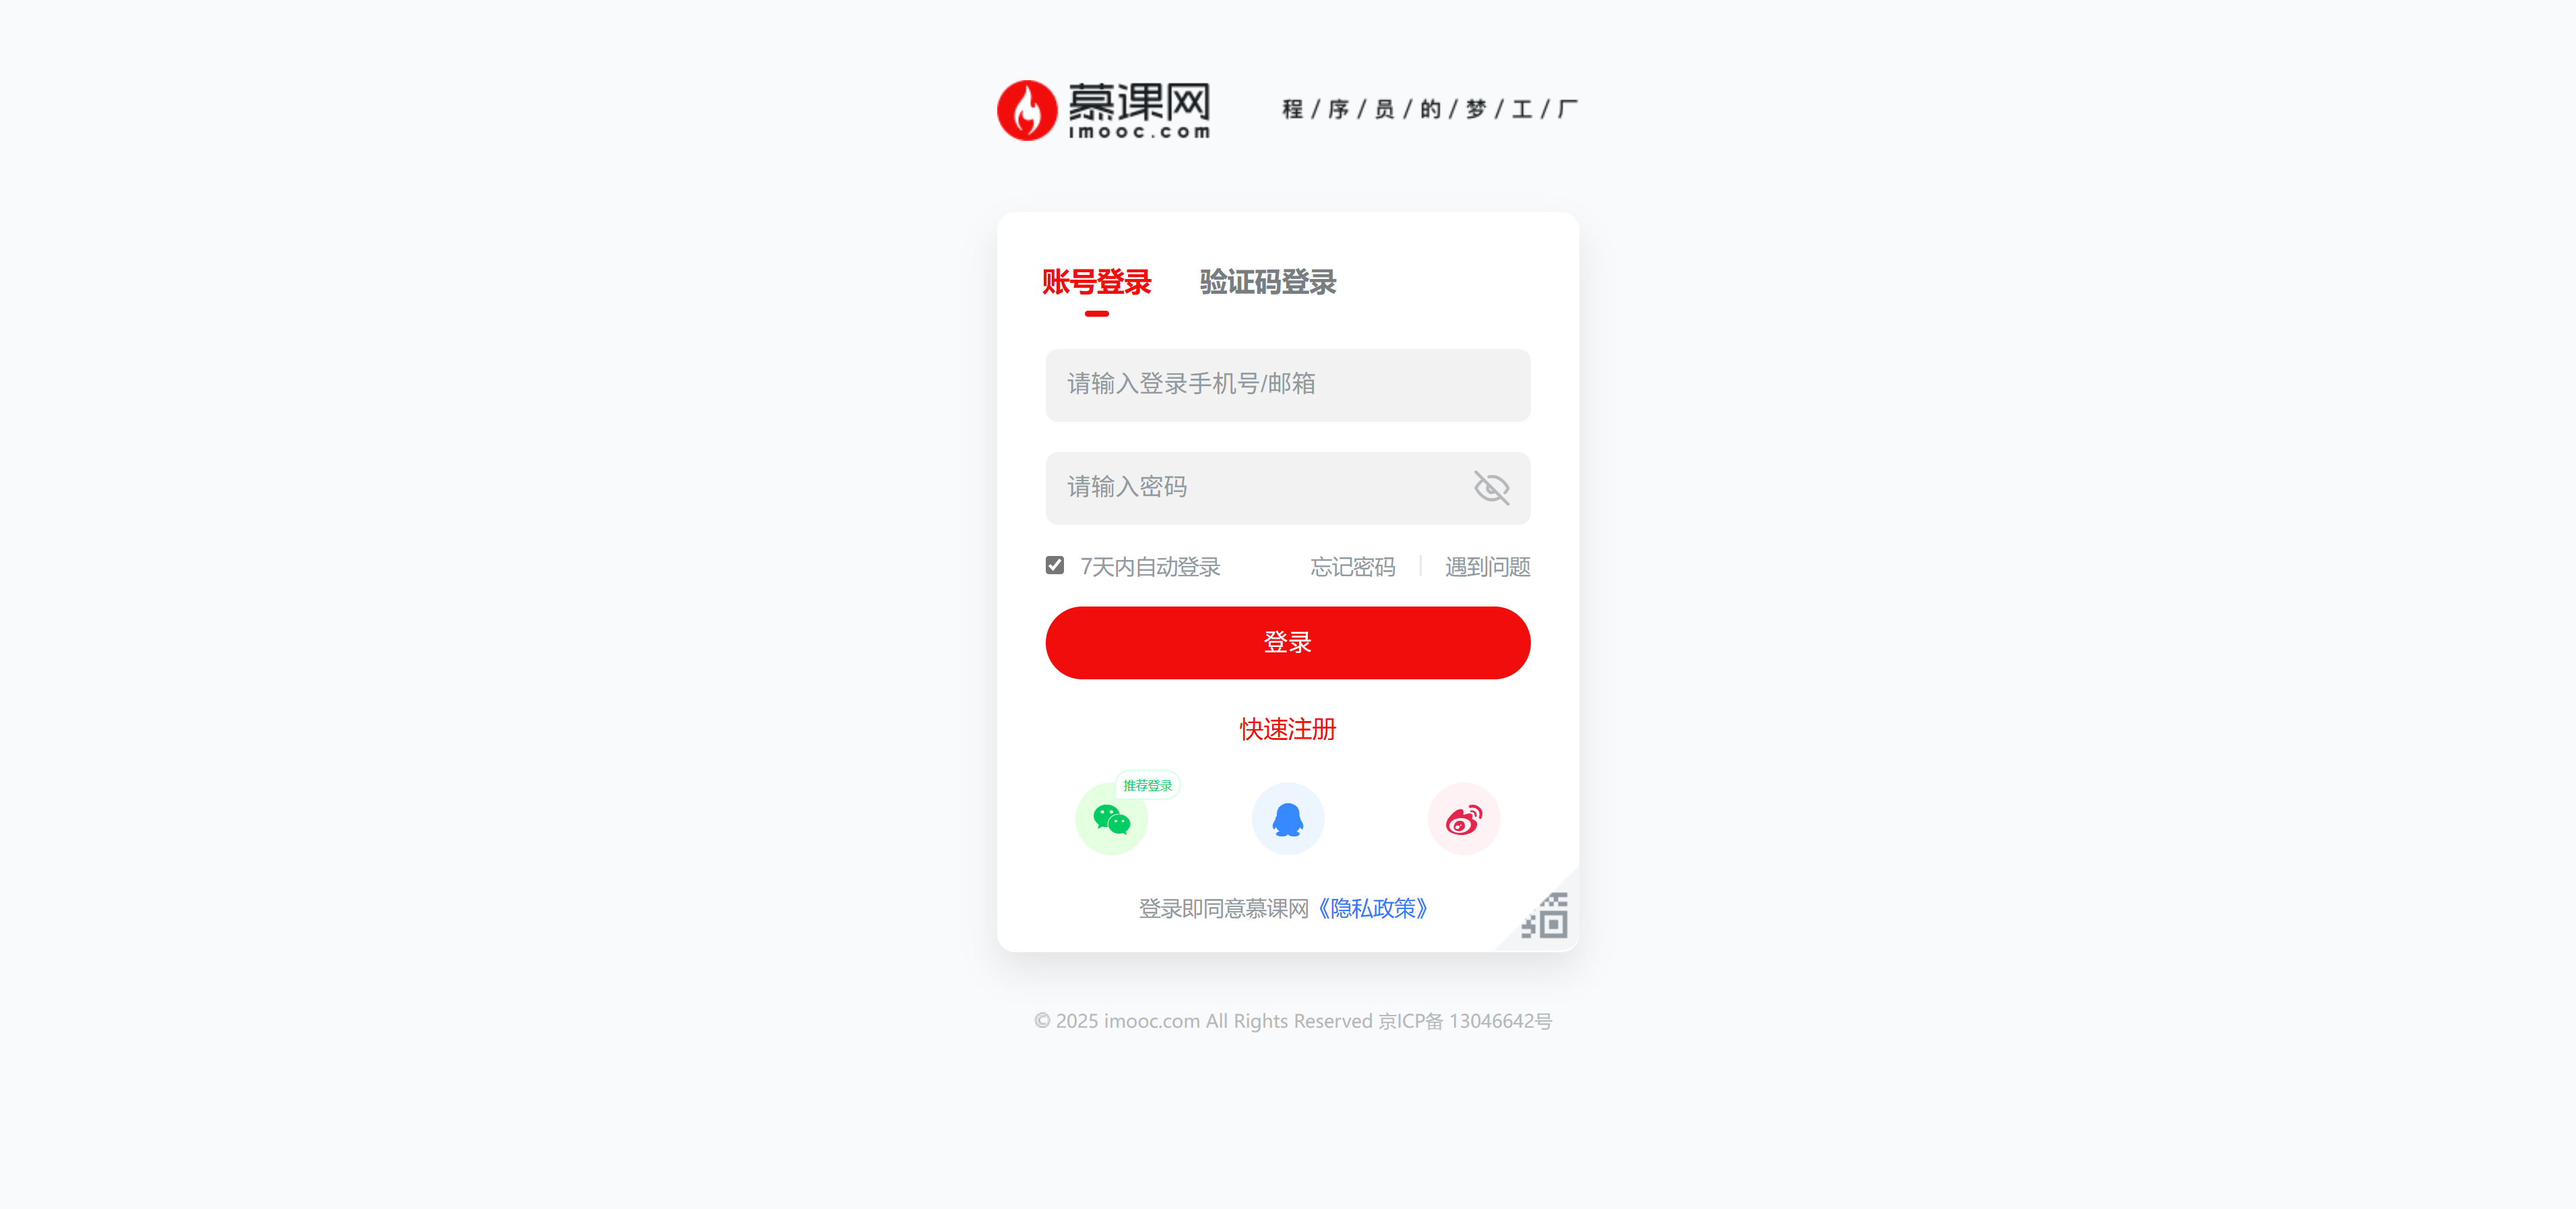 慕课网
imooc.com
程/序/员/的/梦/工/厂
账号登录 验证码登录
请输入登录手机号/邮箱
请输入密码
7天内自动登录 忘记密码 遇到问题
登录
快速注册
推荐登录
登录即同意慕课网《隐私政策》
© 2025 imooc.com All Rights Reserved 京ICP备 13046642号